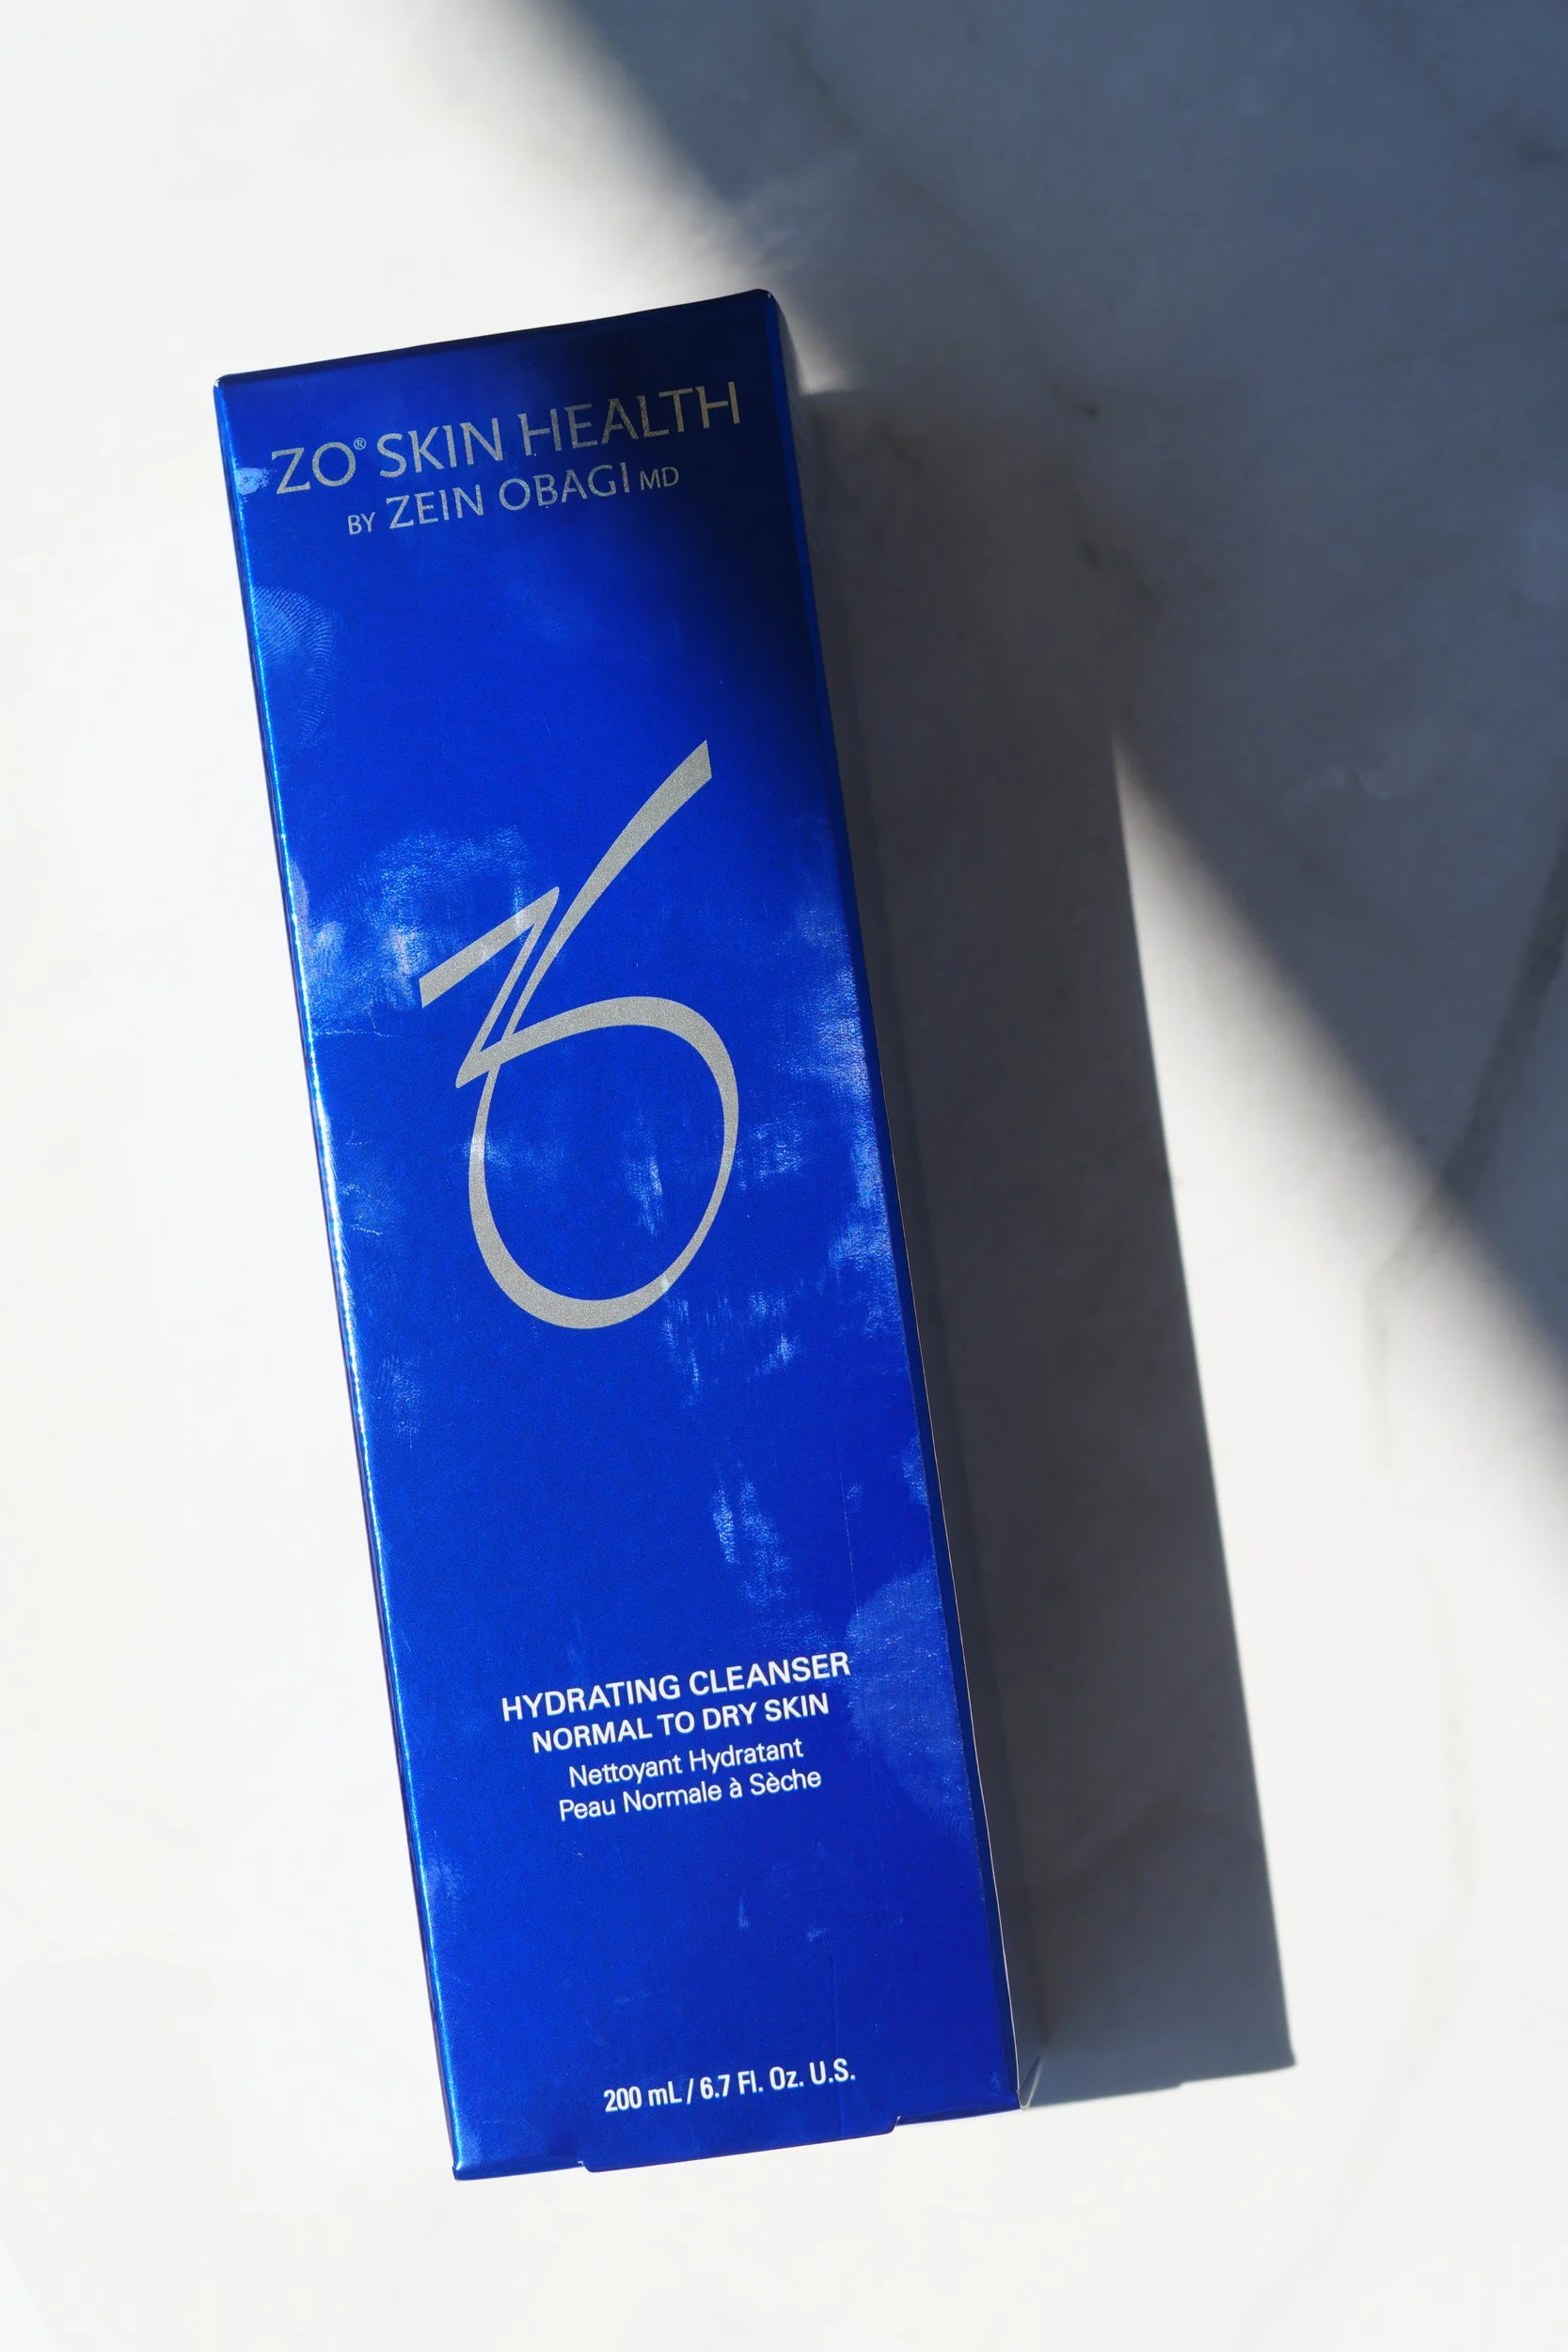 ZO® SKIN HEALTH
BY ZEIN OBAGI MD
ZO
HYDRATING CLEANSER
NORMAL TO DRY SKIN
Nettoyant Hydratant
Peau Normale à Sèche
200 mL / 6.7 Fl. Oz. U.S.